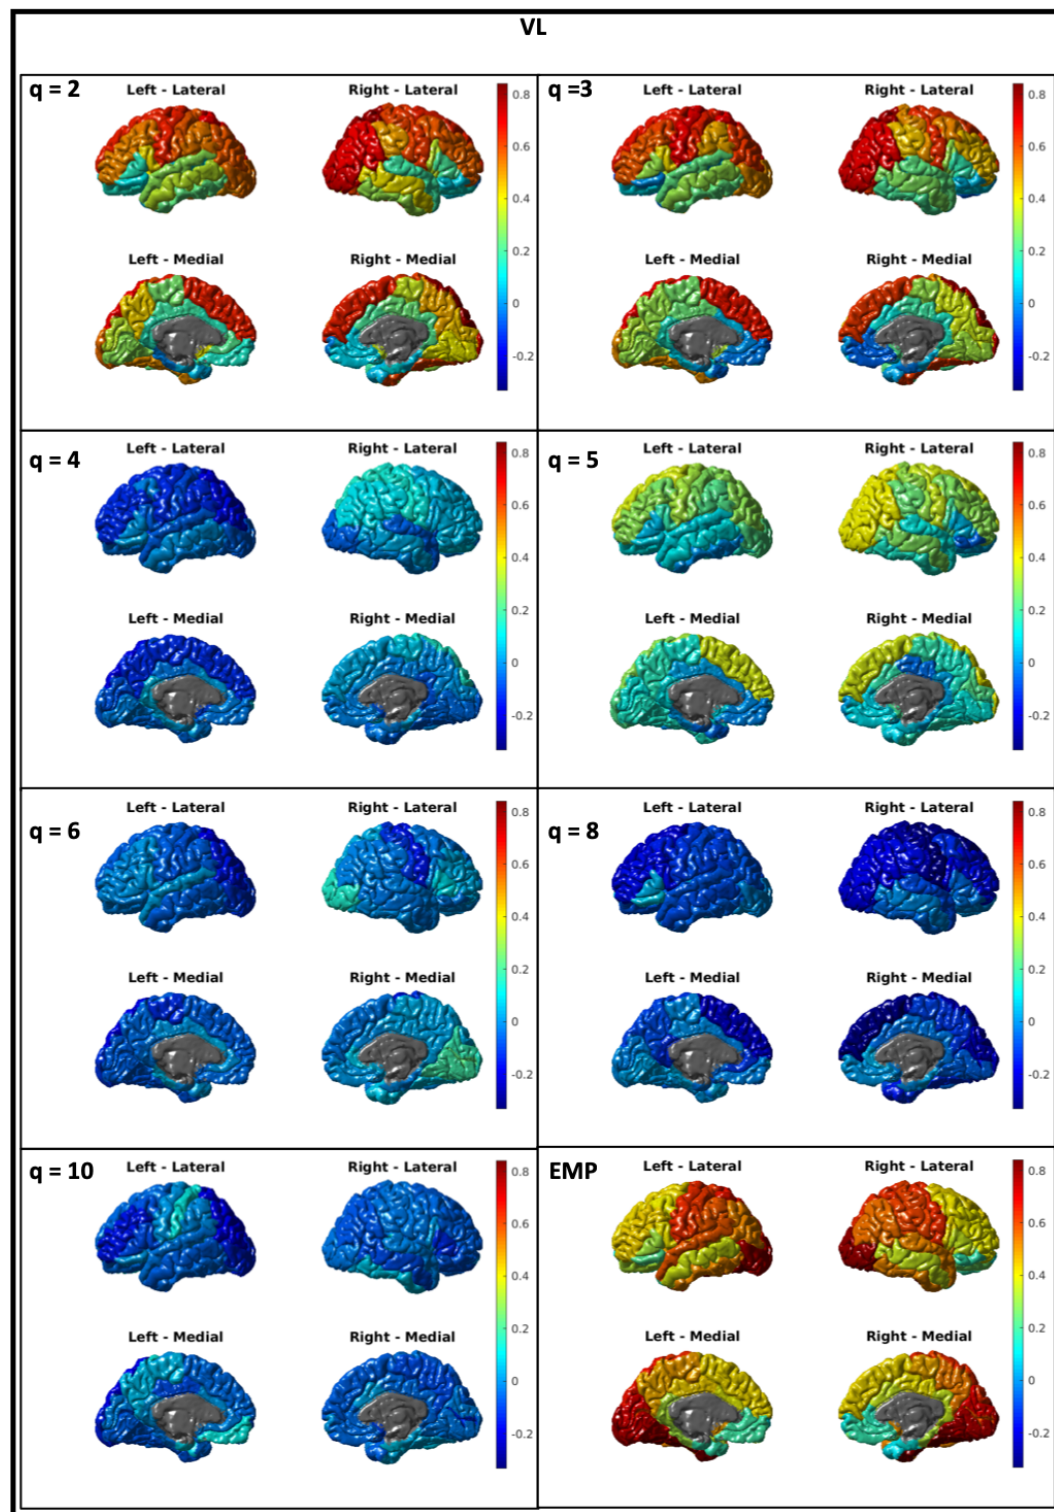 VL
q = 2
Left - Lateral
Right - Lateral
0.8
0.6
0.4
0.2
0
-0.2
Left - Medial
Right - Medial
q =3
Left - Lateral
Right - Lateral
0.8
0.6
0.4
0.2
0
-0.2
Left - Medial
Right - Medial
q = 4
Left - Lateral
Right - Lateral
0.8
0.6
0.4
0.2
0
-0.2
Left - Medial
Right - Medial
q = 5
Left - Lateral
Right - Lateral
0.8
0.6
0.4
0.2
0
-0.2
Left - Medial
Right - Medial
q = 6
Left - Lateral
Right - Lateral
0.8
0.6
0.4
0.2
0
-0.2
Left - Medial
Right - Medial
q = 8
Left - Lateral
Right - Lateral
0.8
0.6
0.4
0.2
0
-0.2
Left - Medial
Right - Medial
q = 10
Left - Lateral
Right - Lateral
0.8
0.6
0.4
0.2
0
-0.2
Left - Medial
Right - Medial
EMP
Left - Lateral
Right - Lateral
0.8
0.6
0.4
0.2
0
-0.2
Left - Medial
Right - Medial